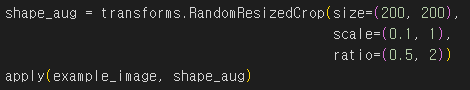 shape_aug = transforms.RandomResizedCrop(size=(200, 200),
                                         scale=(0.1, 1),
                                         ratio=(0.5, 2))
apply(example_image, shape_aug)